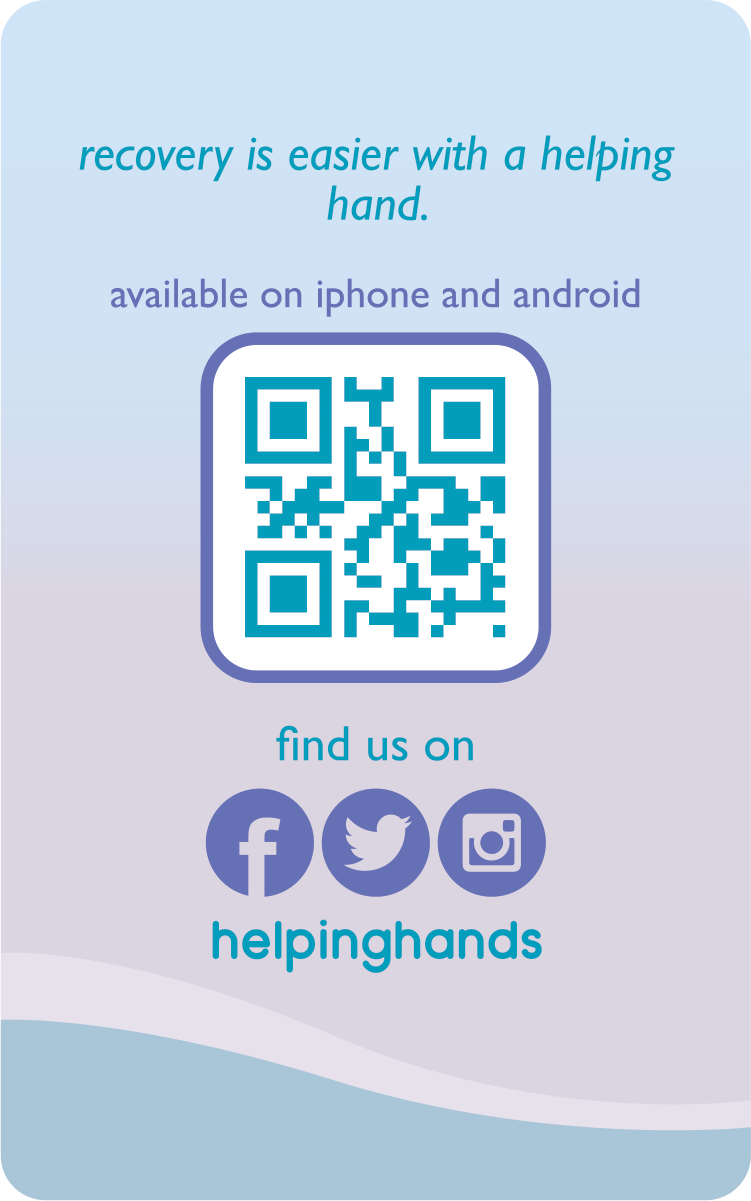 recovery is easier with a helping
hand.
available on iphone and android
find us on
helpinghands